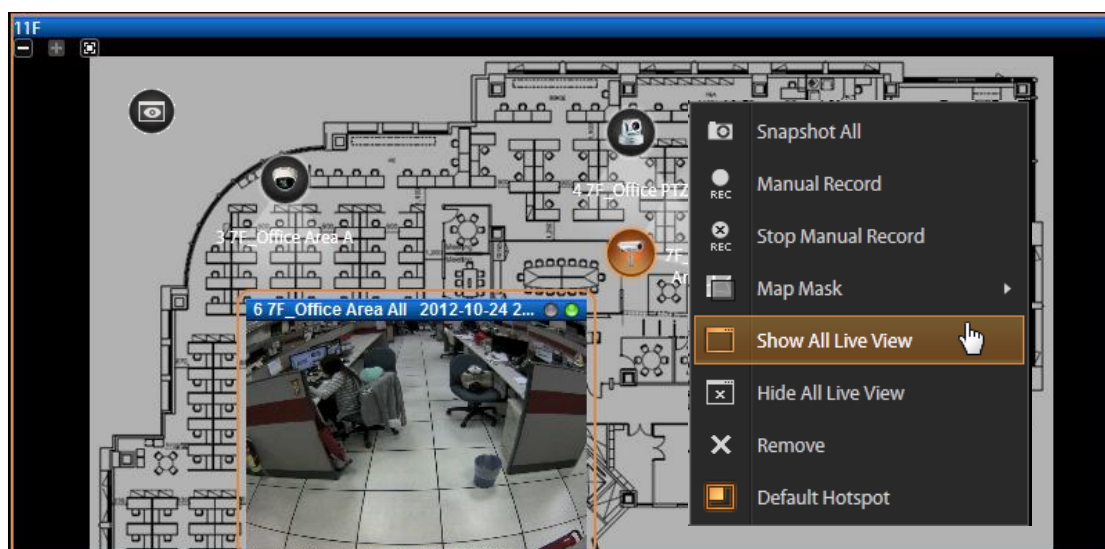 11F
Snapshot All
REC
Manual Record
REC
Stop Manual Record
Map Mask
Show All Live View
Hide All Live View
Remove
Default Hotspot
4 7F_Office PTZ
3 7F_Office Area A
7F_
6 7F_Office Area All 2012-10-24 2...